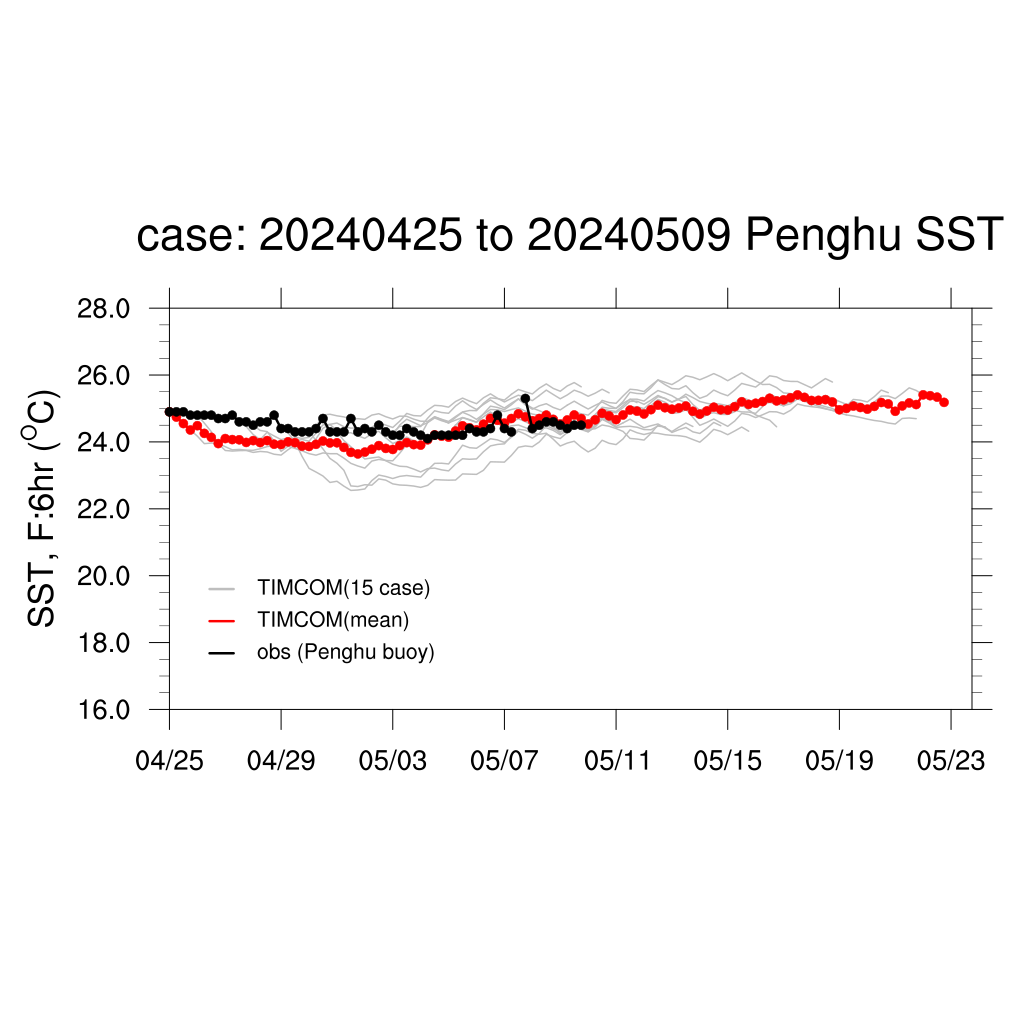 case: 20240425 to 20240509 Penghu SST
SST, F:6hr (°C)
28.0
26.0
24.0
22.0
20.0
18.0
16.0
TIMCOM(15 case)
TIMCOM(mean)
obs (Penghu buoy)
04/25 04/29 05/03 05/07 05/11 05/15 05/19 05/23